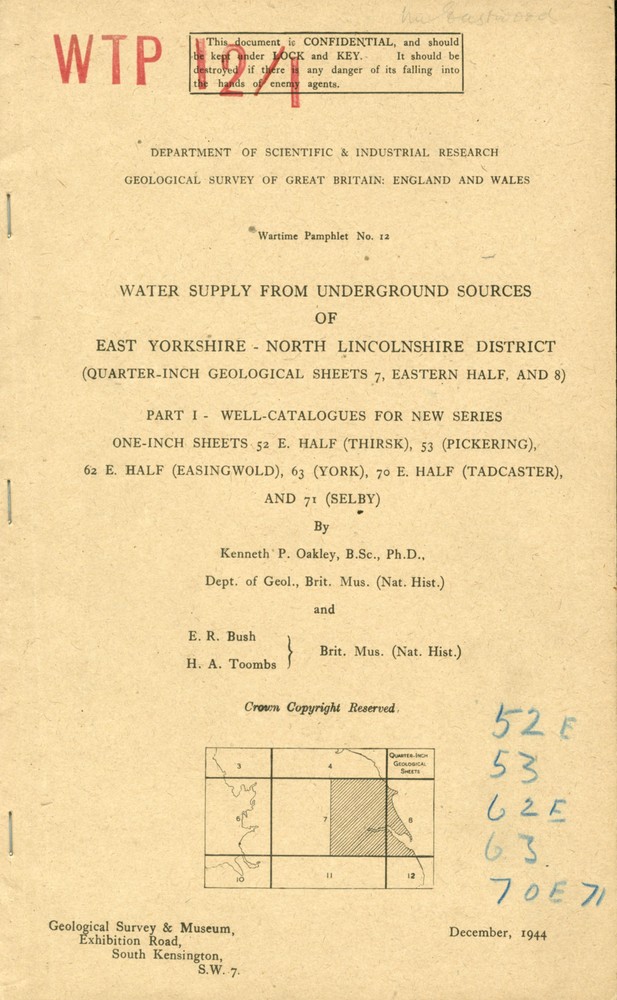 WTP 12/1
This document is CONFIDENTIAL, and should
be kept under LOCK and KEY. It should be
destroyed if there is any danger of its falling into
the hands of enemy agents.
DEPARTMENT OF SCIENTIFIC & INDUSTRIAL RESEARCH
GEOLOGICAL SURVEY OF GREAT BRITAIN: ENGLAND AND WALES
Wartime Pamphlet No. 12
WATER SUPPLY FROM UNDERGROUND SOURCES
OF
EAST YORKSHIRE - NORTH LINCOLNSHIRE DISTRICT
(QUARTER-INCH GEOLOGICAL SHEETS 7, EASTERN HALF, AND 8)
PART I - WELL-CATALOGUES FOR NEW SERIES
ONE-INCH SHEETS 52 E. HALF (THIRSK), 53 (PICKERING),
62 E. HALF (EASINGWOLD), 63 (YORK), 70 E. HALF (TADCASTER),
AND 71 (SELBY)
By
Kenneth P. Oakley, B.Sc., Ph.D.,
Dept. of Geol., Brit. Mus. (Nat. Hist.)
and
E. R. Bush
H. A. Toombs } Brit. Mus. (Nat. Hist.)
Crown Copyright Reserved.
3 4 QUARTER-INCH
GEOLOGICAL
SHEETS
6 7 8
10 11 12
52 E
53
62E
63
70E 71
Geological Survey & Museum,
Exhibition Road,
South Kensington,
S.W. 7.
December, 1944